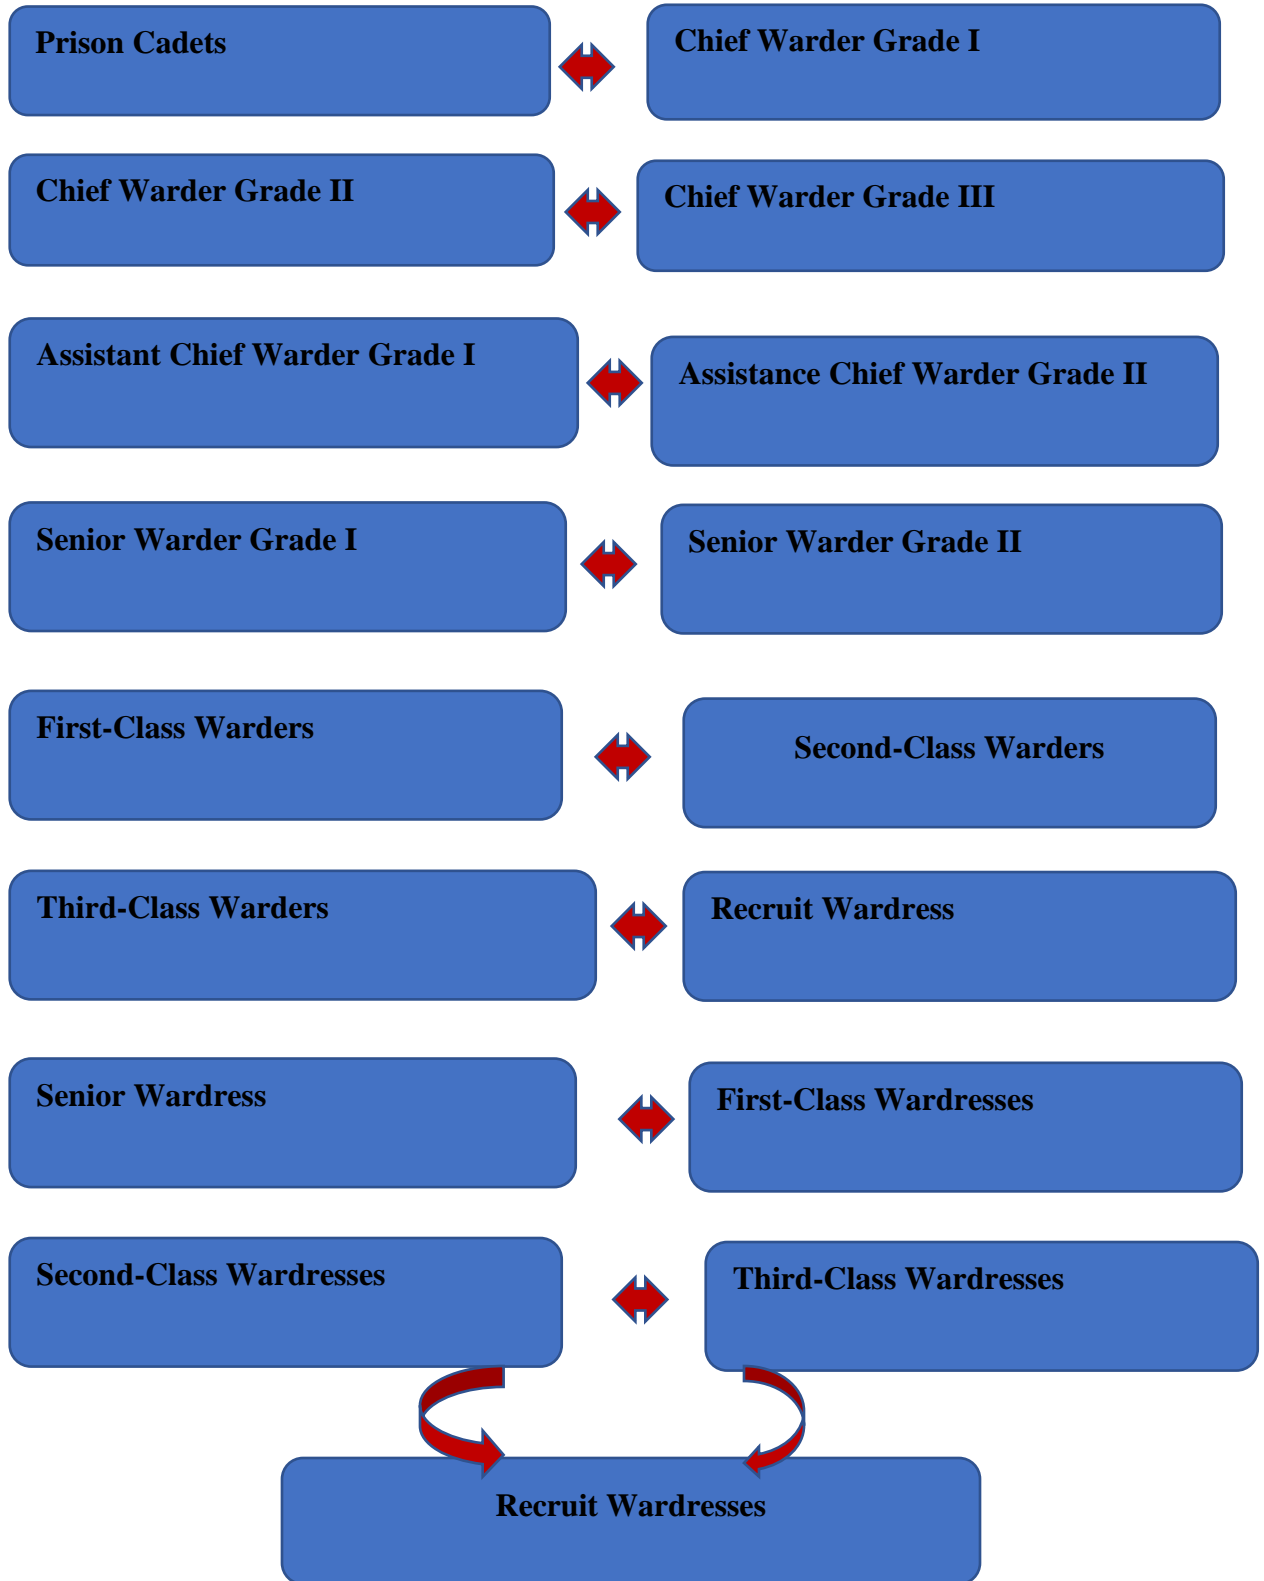 Prison Cadets
Chief Warder Grade I
Chief Warder Grade II
Chief Warder Grade III
Assistant Chief Warder Grade I
Assistance Chief Warder Grade II
Senior Warder Grade I
Senior Warder Grade II
First-Class Warders
Second-Class Warders
Third-Class Warders
Recruit Wardress
Senior Wardress
First-Class Wardresses
Second-Class Wardresses
Third-Class Wardresses
Recruit Wardresses